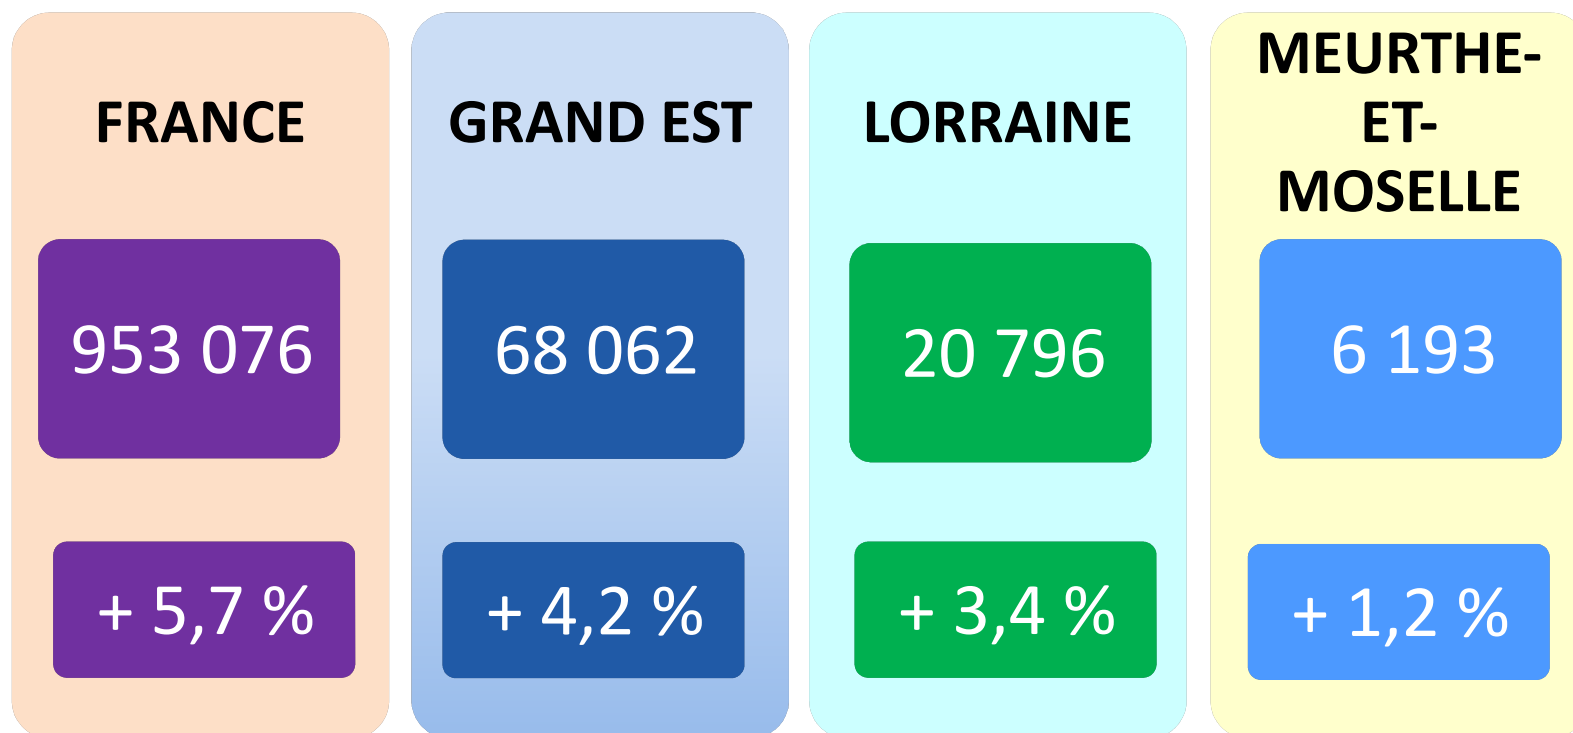 FRANCE
953 076
+ 5,7 %
GRAND EST
68 062
+ 4,2 %
LORRAINE
20 796
+ 3,4 %
MEURTHE-
ET-
MOSELLE
6 193
+ 1,2 %